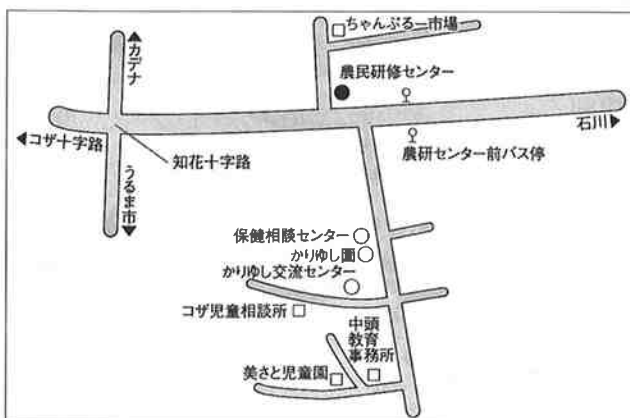 ちゃんぷるー市場
▲カデナ
農民研修センター
石川▶
◀コザ十字路
知花十字路
農研センター前バス停
うるま市▼
保健相談センター
かりゆし園
かりゆし交流センター
コザ児童相談所
中頭
教育
事務所
美さと児童園